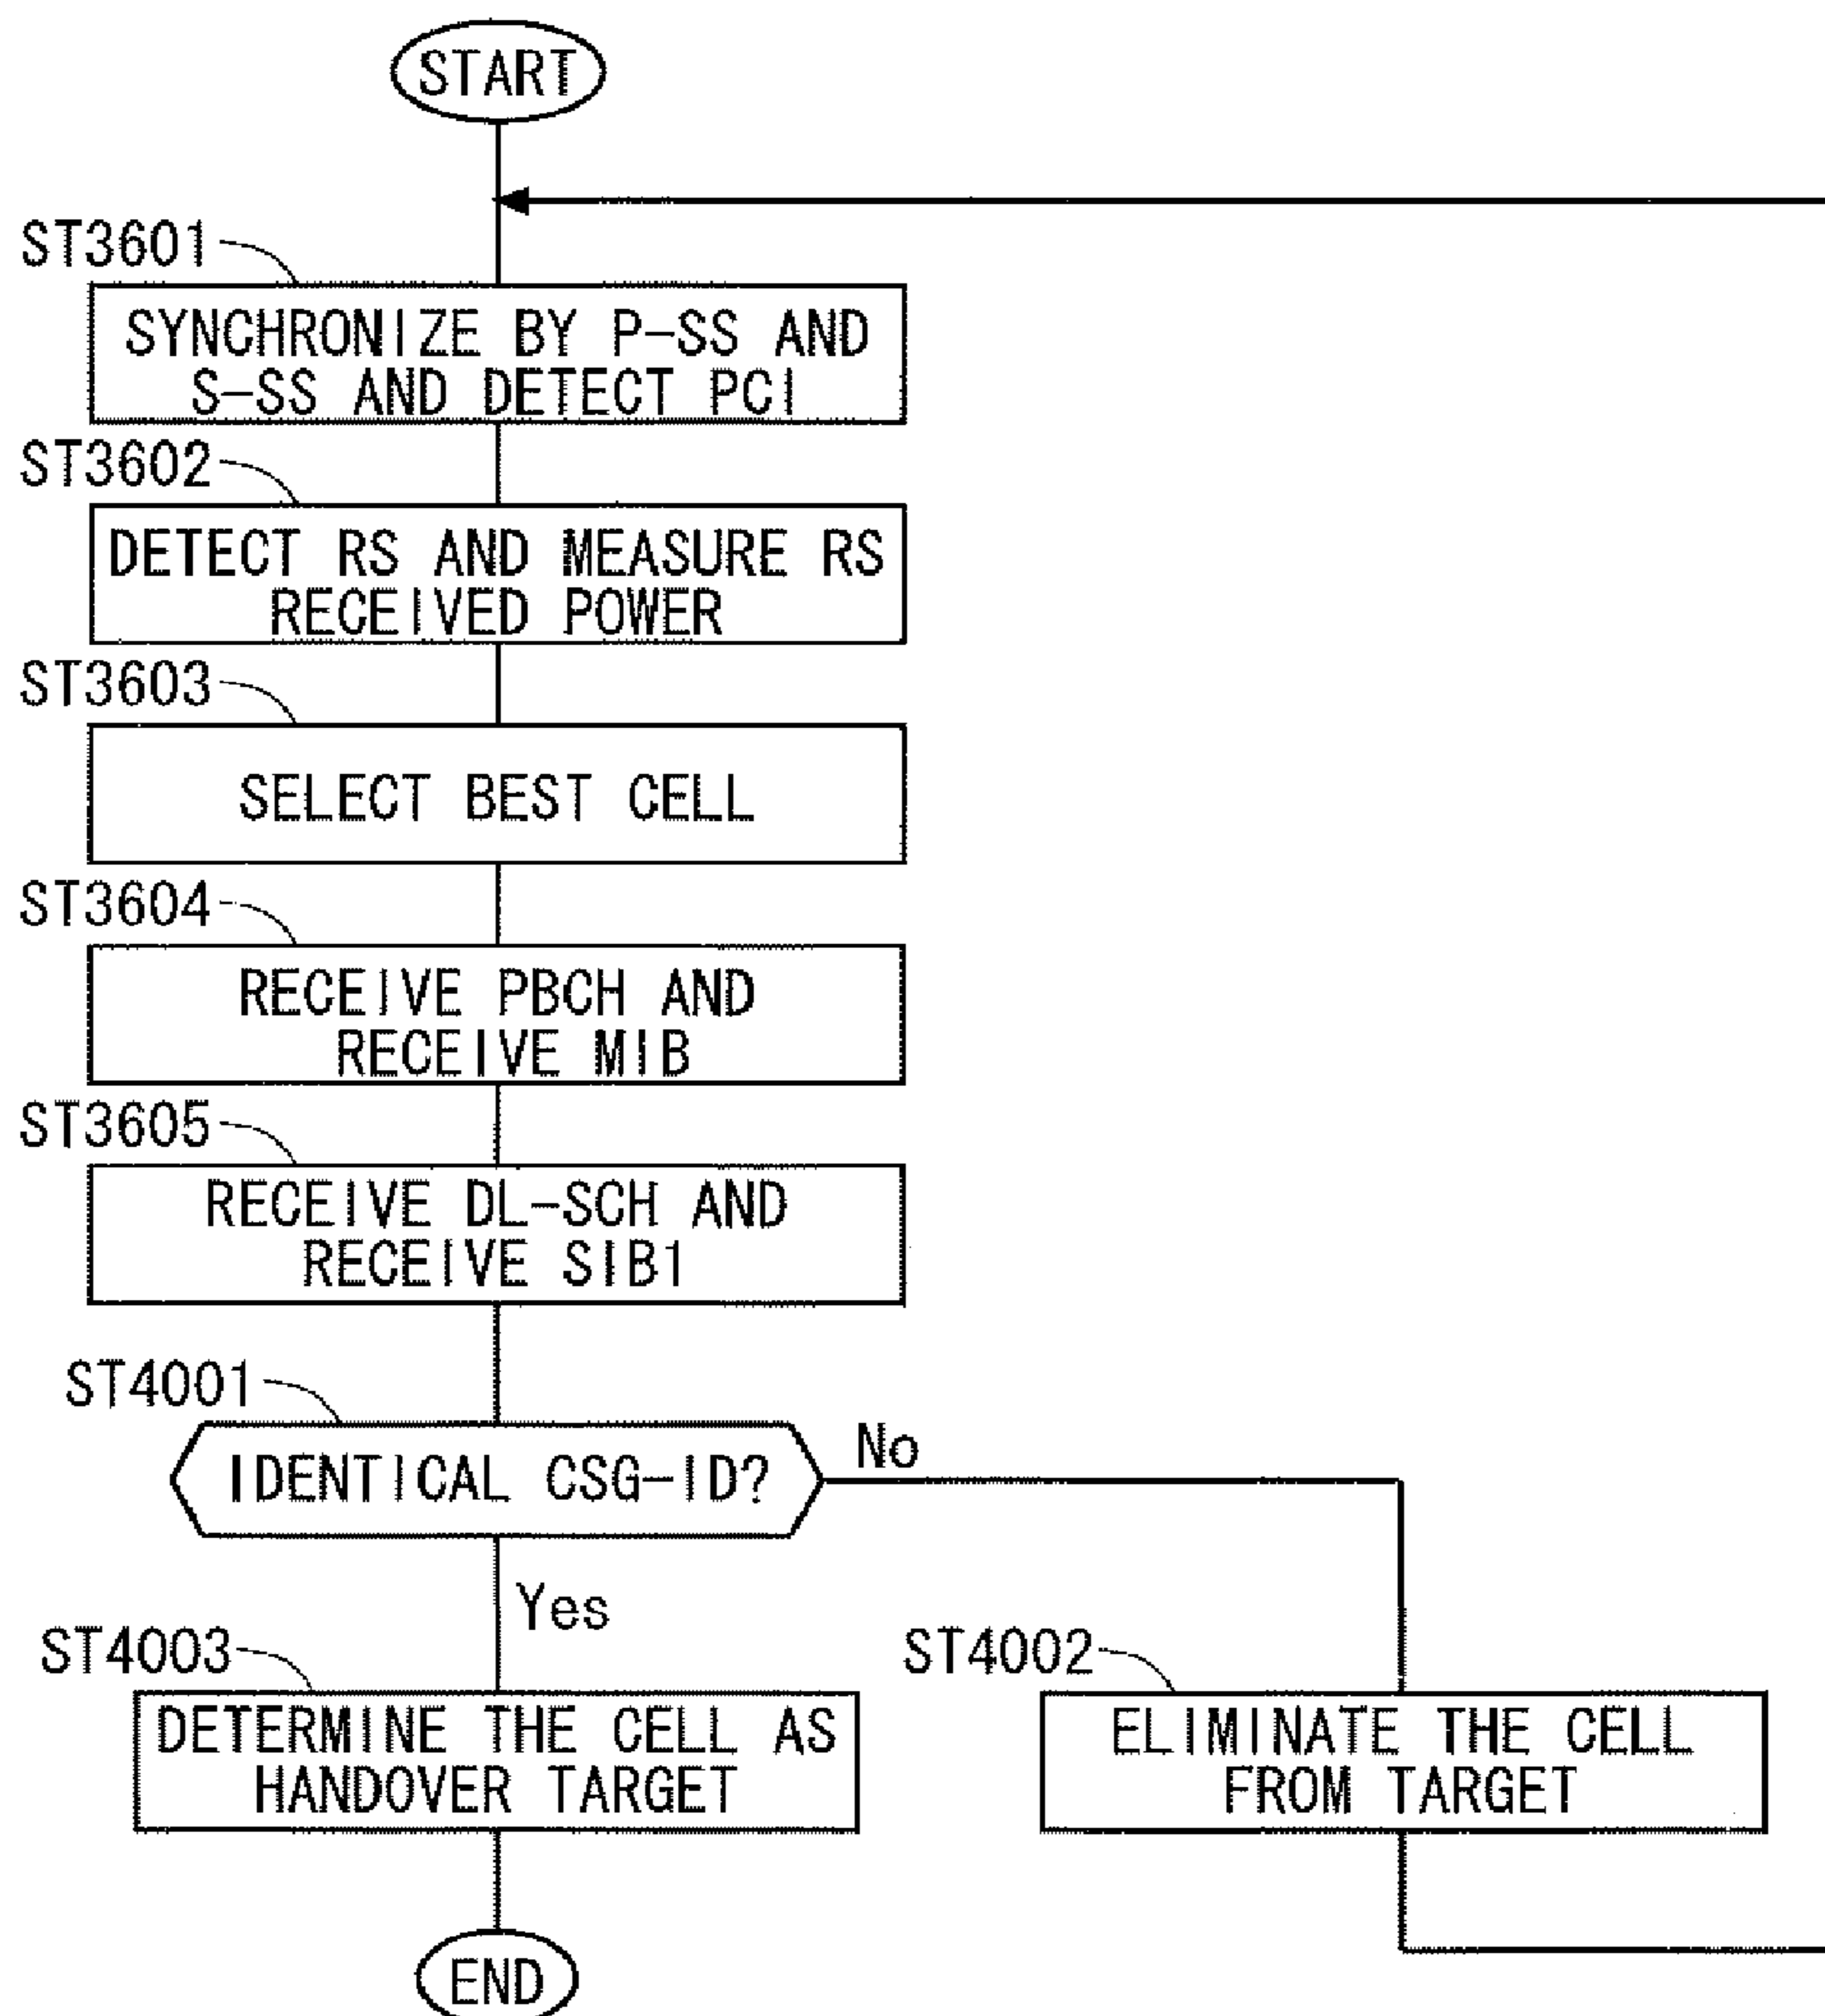 START
ST3601
SYNCHRONIZE BY P-SS AND
S-SS AND DETECT PCI
ST3602
DETECT RS AND MEASURE RS
RECEIVED POWER
ST3603
SELECT BEST CELL
ST3604
RECEIVE PBCH AND
RECEIVE MIB
ST3605
RECEIVE DL-SCH AND
RECEIVE SIB1
ST4001
IDENTICAL CSG-ID?
No
Yes
ST4003
DETERMINE THE CELL AS
HANDOVER TARGET
ST4002
ELIMINATE THE CELL
FROM TARGET
END